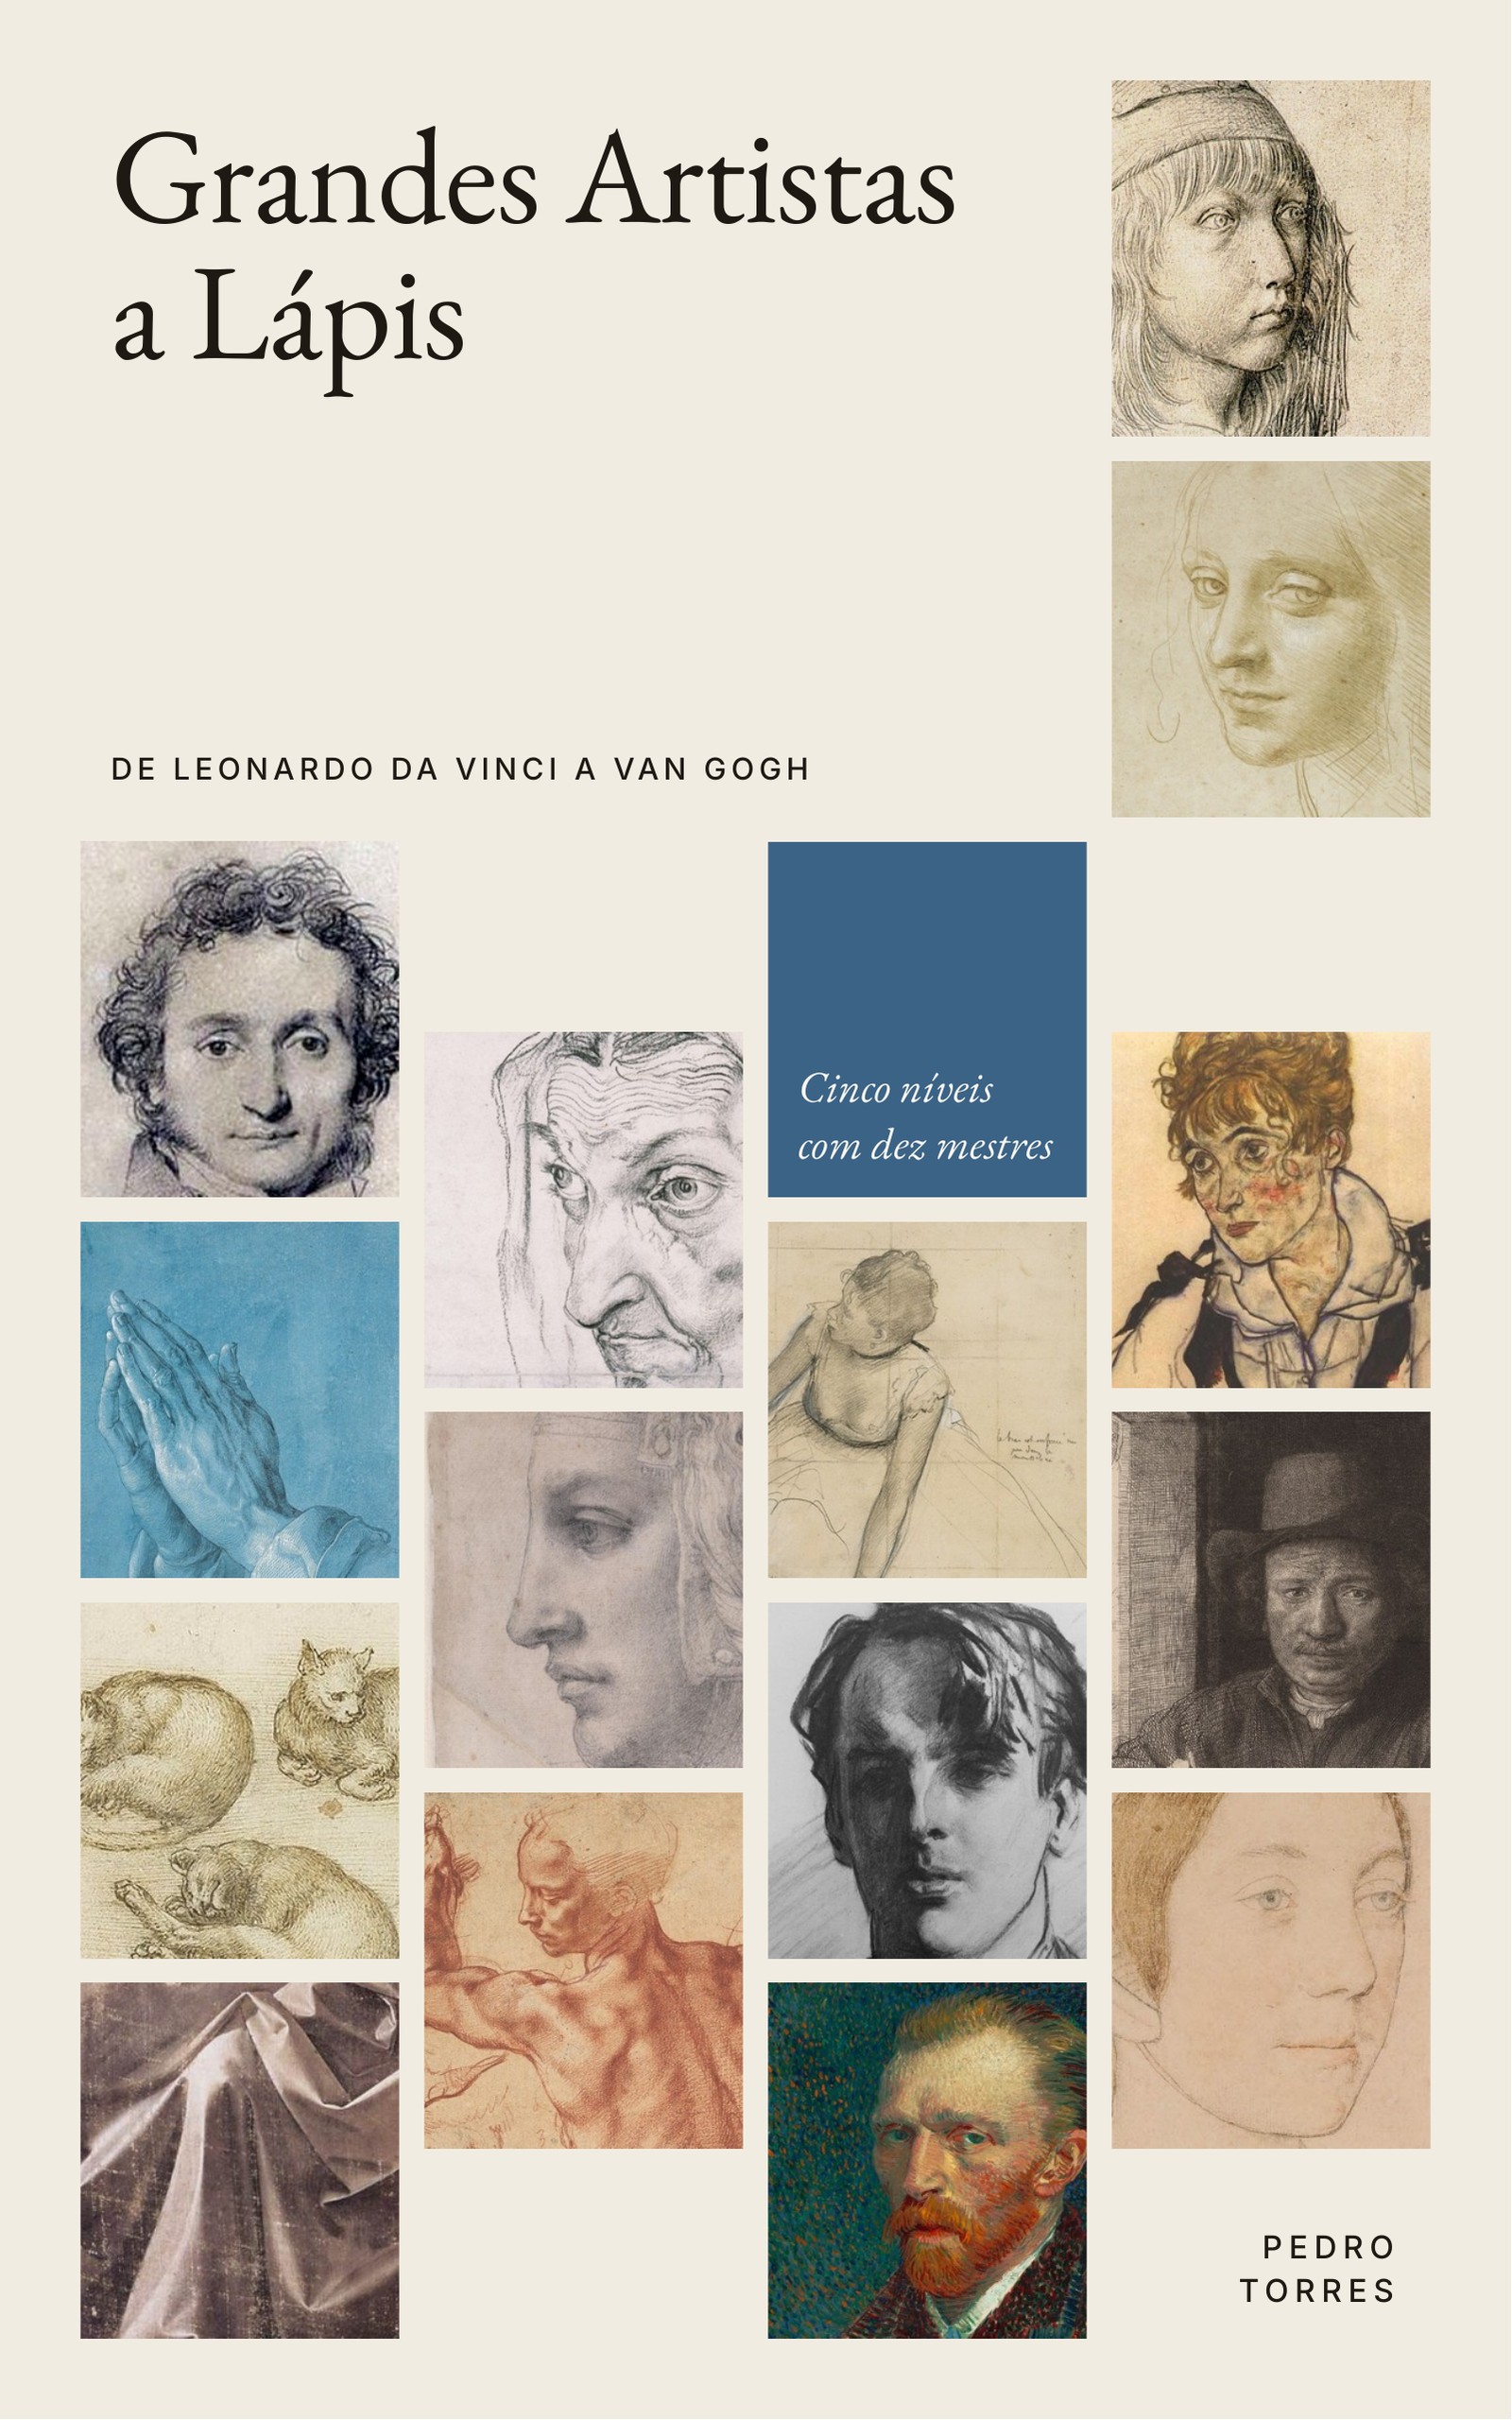 Grandes Artistas
a Lápis
DE LEONARDO DA VINCI A VAN GOGH
Cinco níveis
com dez mestres
PEDRO
TORRES